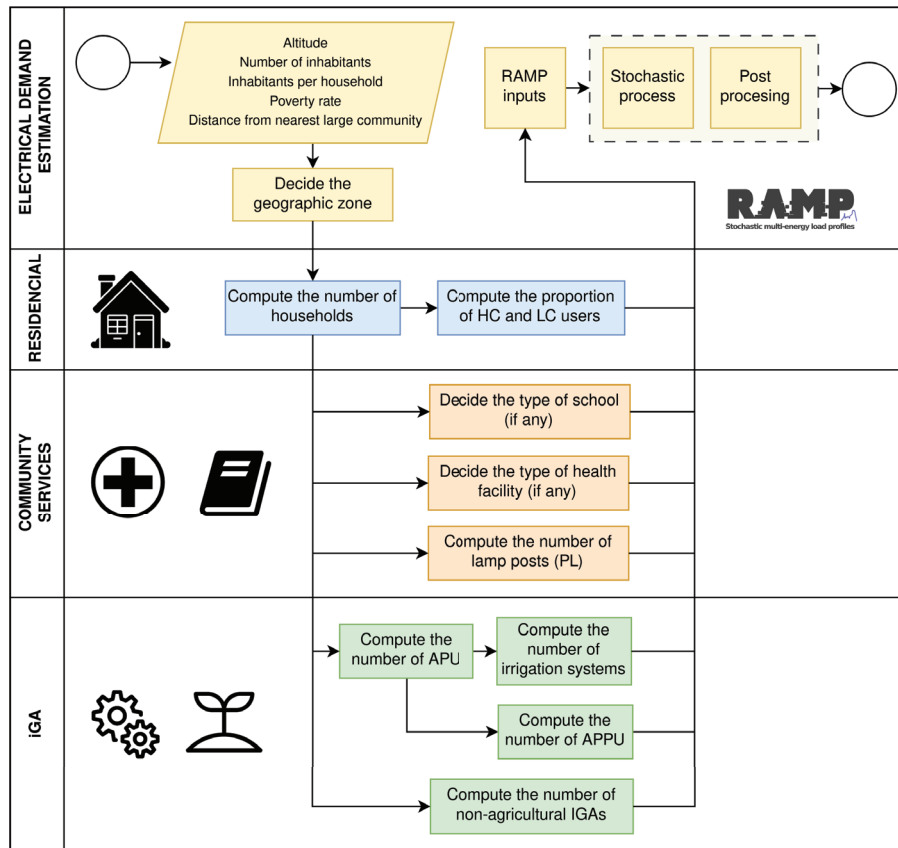 ELECTRICAL DEMAND
ESTIMATION
Altitude
Number of inhabitants
Inhabitants per household
Poverty rate
Distance from nearest large community
Decide the
geographic zone
RAMP
inputs
Stochastic
process
Post
procesing
RAMP
Stochastic multi-energy load profiles
RESIDENCIAL
Compute the number of
households
Compute the proportion
of HC and LC users
COMMUNITY
SERVICES
Decide the type of school
(if any)
Decide the type of health
facility (if any)
Compute the number of
lamp posts (PL)
iGA
Compute the
number of APU
Compute the
number of
irrigation systems
Compute the
number of APPU
Compute the number of
non-agricultural IGAs